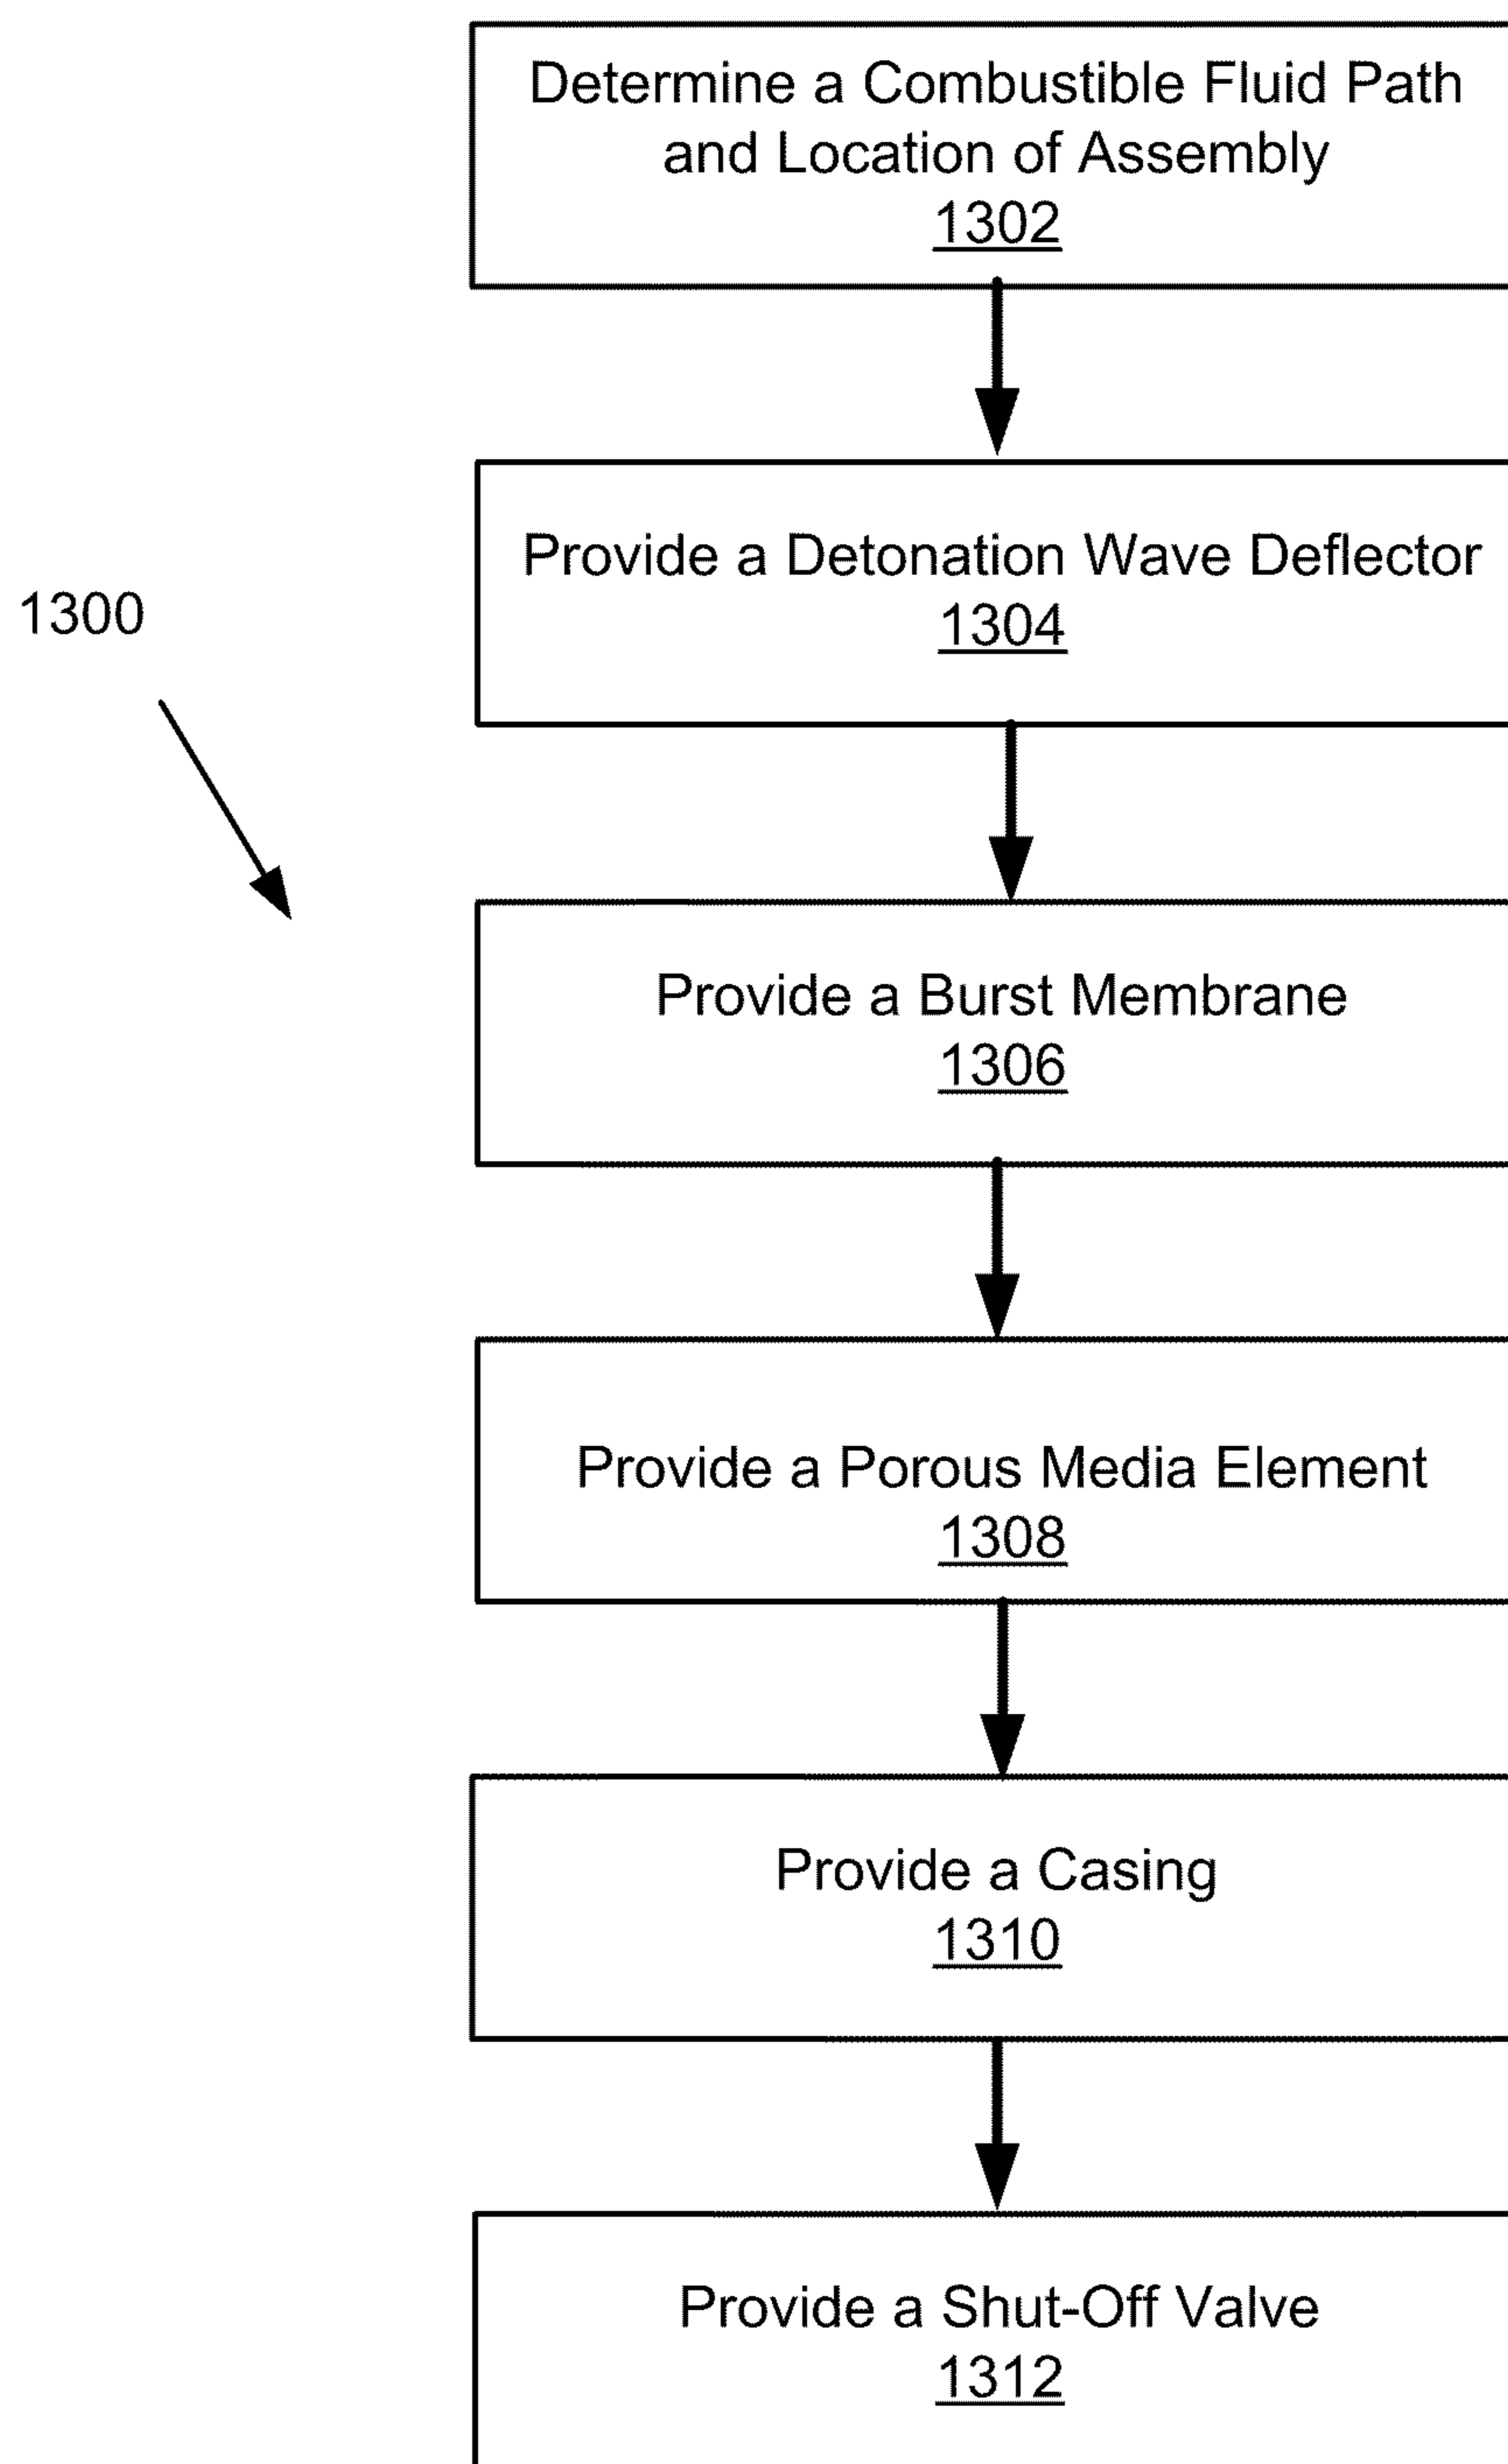 Determine a Combustible Fluid Path
and Location of Assembly
1302
Provide a Detonation Wave Deflector
1304
1300
Provide a Burst Membrane
1306
Provide a Porous Media Element
1308
Provide a Casing
1310
Provide a Shut-Off Valve
1312